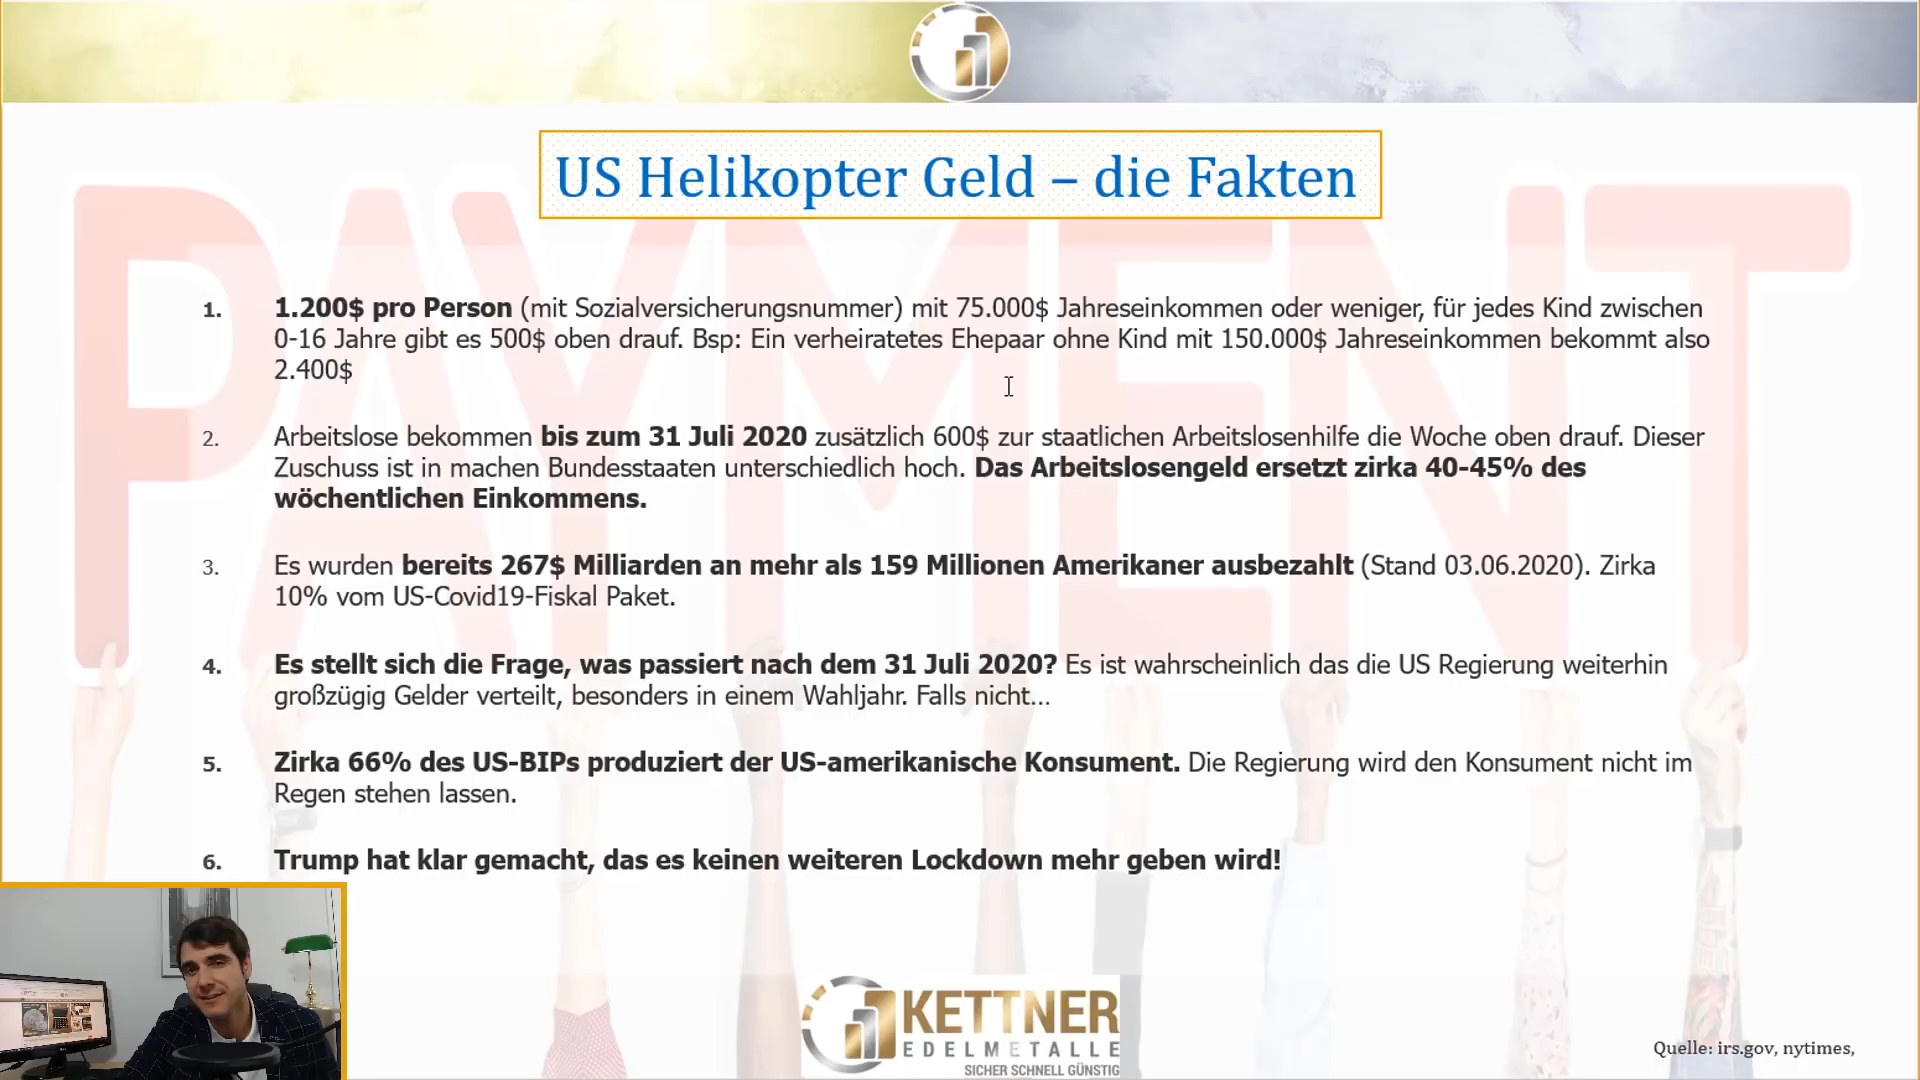 US Helikopter Geld – die Fakten
PAYMENT
1. 1.200$ pro Person (mit Sozialversicherungsnummer) mit 75.000$ Jahreseinkommen oder weniger, für jedes Kind zwischen
0-16 Jahre gibt es 500$ oben drauf. Bsp: Ein verheiratetes Ehepaar ohne Kind mit 150.000$ Jahreseinkommen bekommt also
2.400$
2. Arbeitslose bekommen bis zum 31 Juli 2020 zusätzlich 600$ zur staatlichen Arbeitslosenhilfe die Woche oben drauf. Dieser
Zuschuss ist in machen Bundesstaaten unterschiedlich hoch. Das Arbeitslosengeld ersetzt zirka 40-45% des
wöchentlichen Einkommens.
3. Es wurden bereits 267$ Milliarden an mehr als 159 Millionen Amerikaner ausbezahlt (Stand 03.06.2020). Zirka
10% vom US-Covid19-Fiskal Paket.
4. Es stellt sich die Frage, was passiert nach dem 31 Juli 2020? Es ist wahrscheinlich das die US Regierung weiterhin
großzügig Gelder verteilt, besonders in einem Wahljahr. Falls nicht...
5. Zirka 66% des US-BIPs produziert der US-amerikanische Konsument. Die Regierung wird den Konsument nicht im
Regen stehen lassen.
6. Trump hat klar gemacht, das es keinen weiteren Lockdown mehr geben wird!
KETTNER
EDELMETALLE
SICHER SCHNELL GÜNSTIG
Quelle: irs.gov, nytimes,